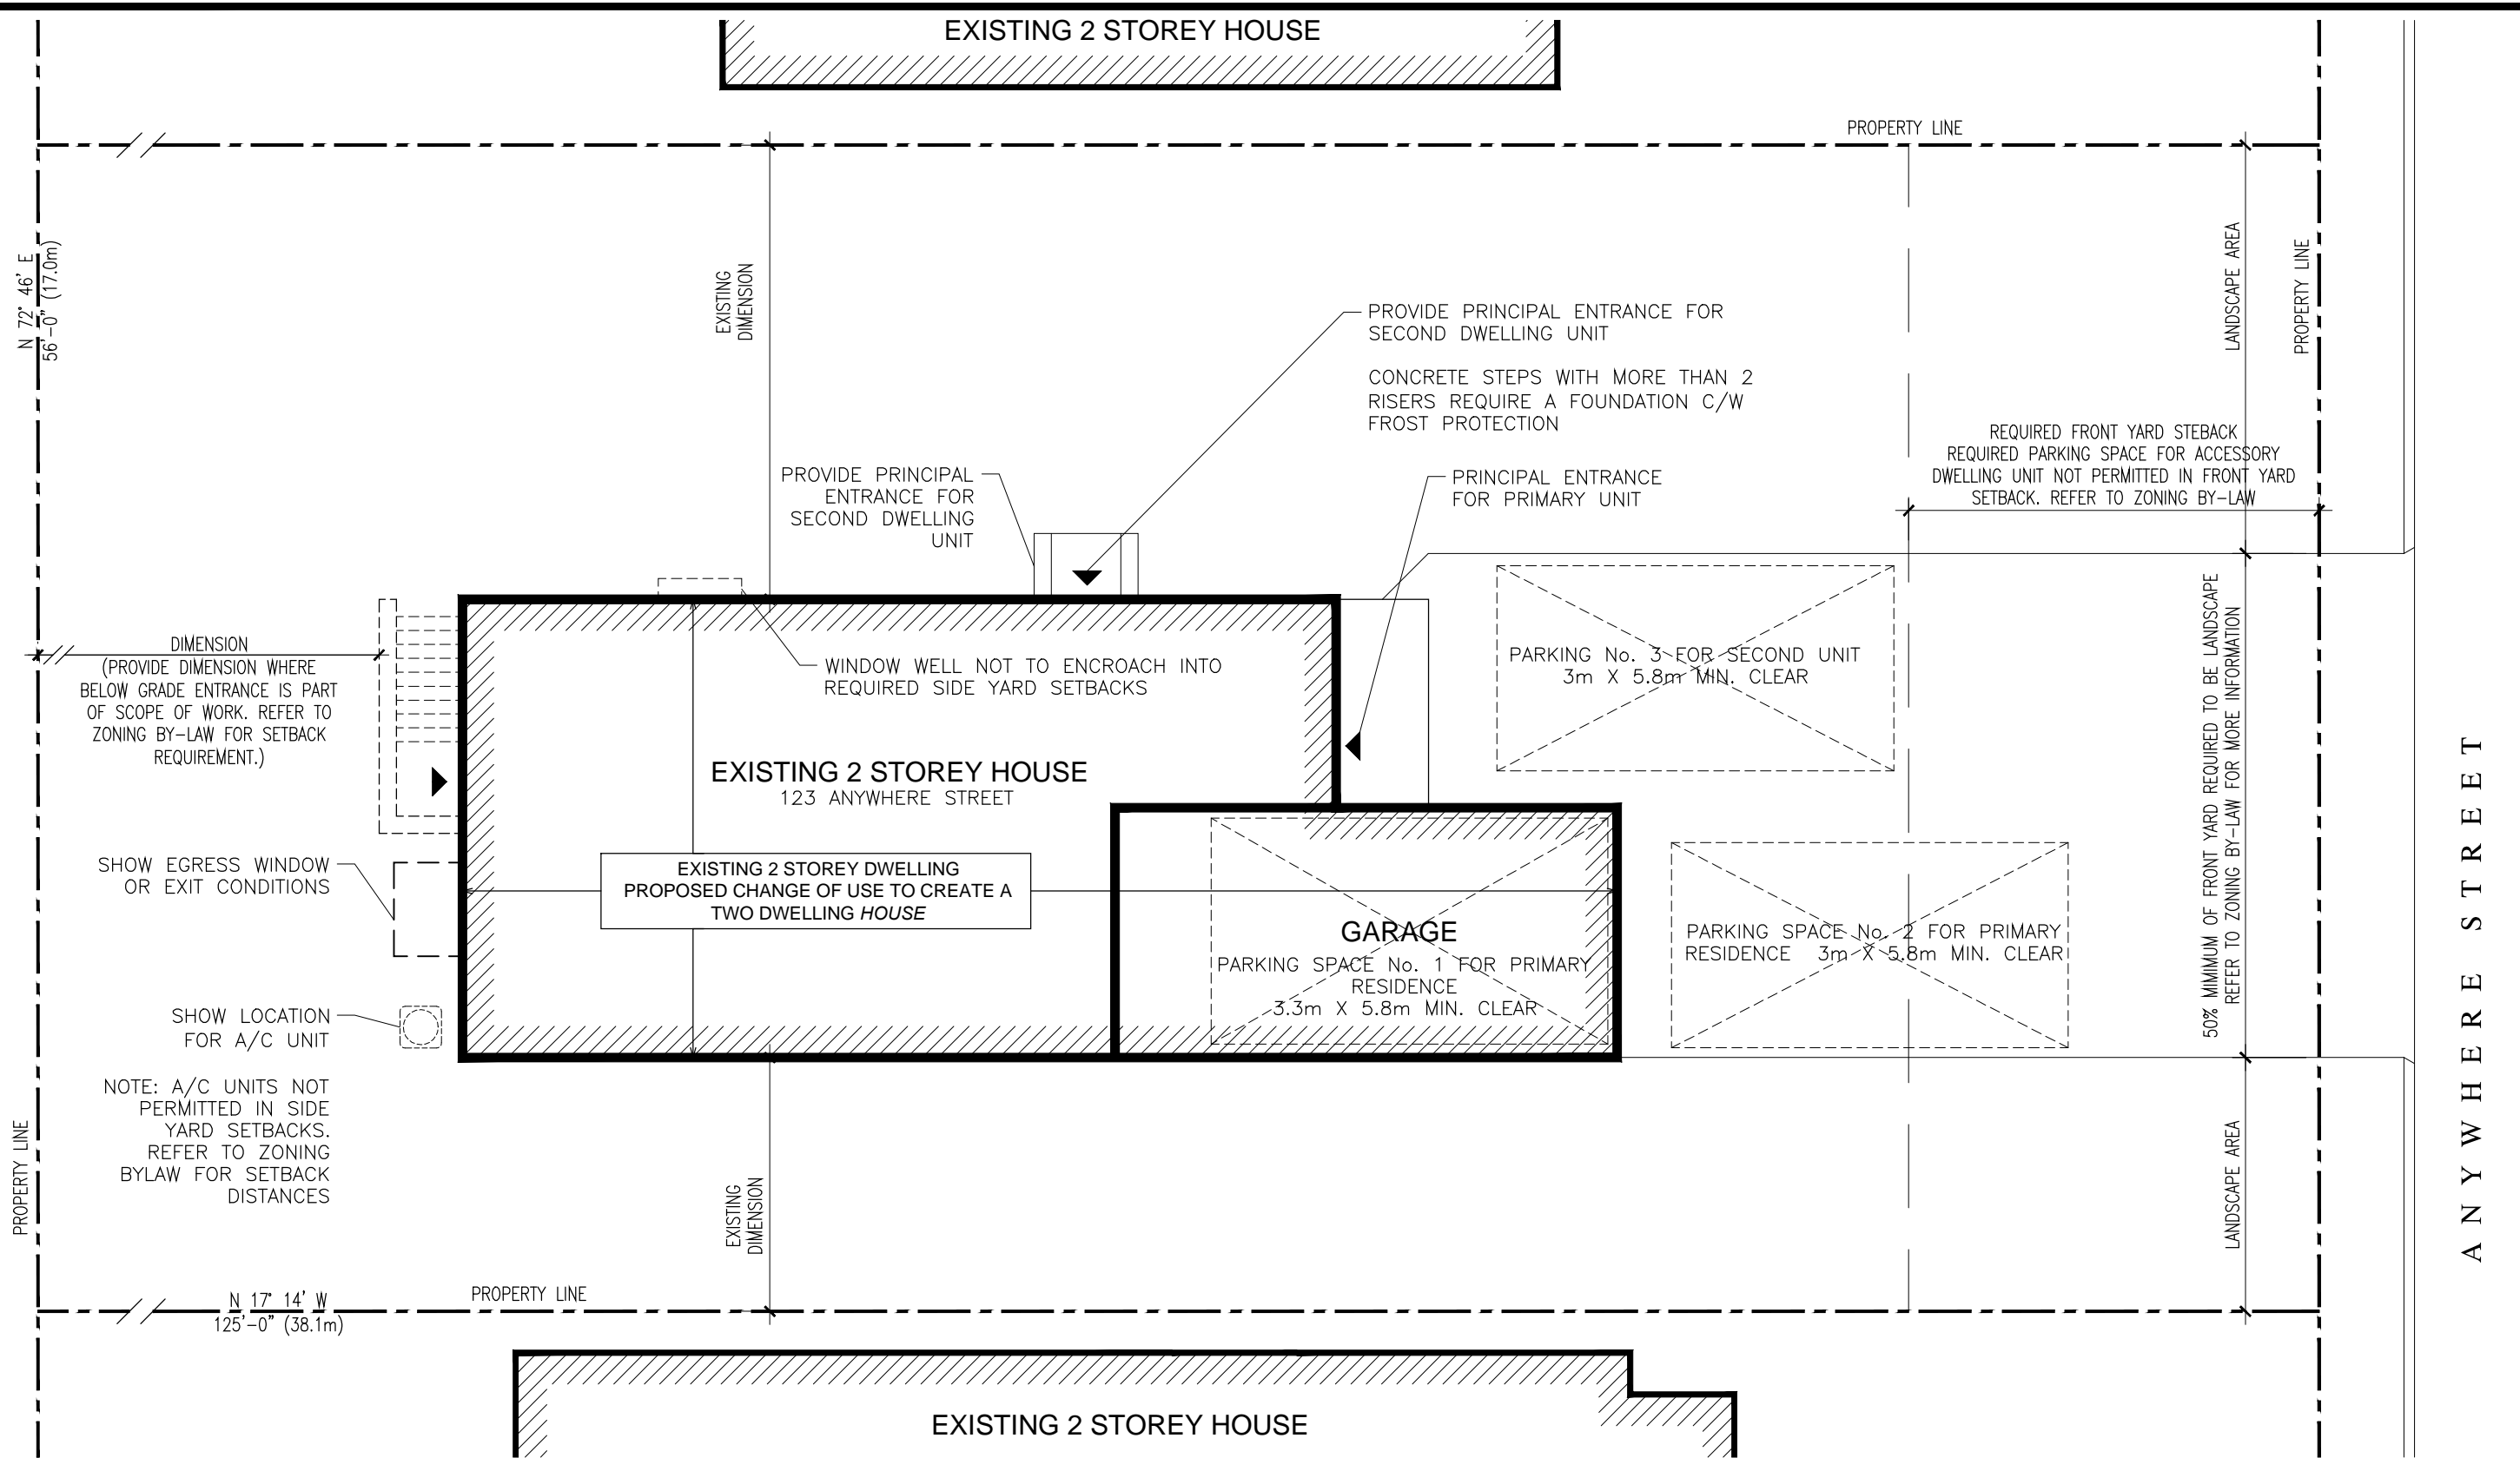 EXISTING 2 STOREY HOUSE
PROPERTY LINE
N 72° 46' E
56'-0" (17.0m)
EXISTING
DIMENSION
LANDSCAPE AREA
PROPERTY LINE
PROVIDE PRINCIPAL ENTRANCE FOR
SECOND DWELLING UNIT
CONCRETE STEPS WITH MORE THAN 2
RISERS REQUIRE A FOUNDATION C/W
FROST PROTECTION
REQUIRED FRONT YARD STEBACK
REQUIRED PARKING SPACE FOR ACCESSORY
DWELLING UNIT NOT PERMITTED IN FRONT YARD
SETBACK. REFER TO ZONING BY-LAW
PROVIDE PRINCIPAL
ENTRANCE FOR
SECOND DWELLING
UNIT
PRINCIPAL ENTRANCE
FOR PRIMARY UNIT
DIMENSION
(PROVIDE DIMENSION WHERE
BELOW GRADE ENTRANCE IS PART
OF SCOPE OF WORK. REFER TO
ZONING BY-LAW FOR SETBACK
REQUIREMENT.)
WINDOW WELL NOT TO ENCROACH INTO
REQUIRED SIDE YARD SETBACKS
PARKING No. 3 FOR SECOND UNIT
3m X 5.8m MIN. CLEAR
50% MIMIMUM OF FRONT YARD REQUIRED TO BE LANDSCAPE
REFER TO ZONING BY-LAW FOR MORE INFORMATION
EXISTING 2 STOREY HOUSE
123 ANYWHERE STREET
ANYWHERE STREET
SHOW EGRESS WINDOW
OR EXIT CONDITIONS
EXISTING 2 STOREY DWELLING
PROPOSED CHANGE OF USE TO CREATE A
TWO DWELLING HOUSE
GARAGE
PARKING SPACE No. 1 FOR PRIMARY
RESIDENCE
3.3m X 5.8m MIN. CLEAR
PARKING SPACE No. 2 FOR PRIMARY
RESIDENCE 3m X 5.8m MIN. CLEAR
SHOW LOCATION
FOR A/C UNIT
NOTE: A/C UNITS NOT
PERMITTED IN SIDE
YARD SETBACKS.
REFER TO ZONING
BYLAW FOR SETBACK
DISTANCES
PROPERTY LINE
EXISTING
DIMENSION
LANDSCAPE AREA
N 17° 14' W
125'-0" (38.1m)
PROPERTY LINE
EXISTING 2 STOREY HOUSE